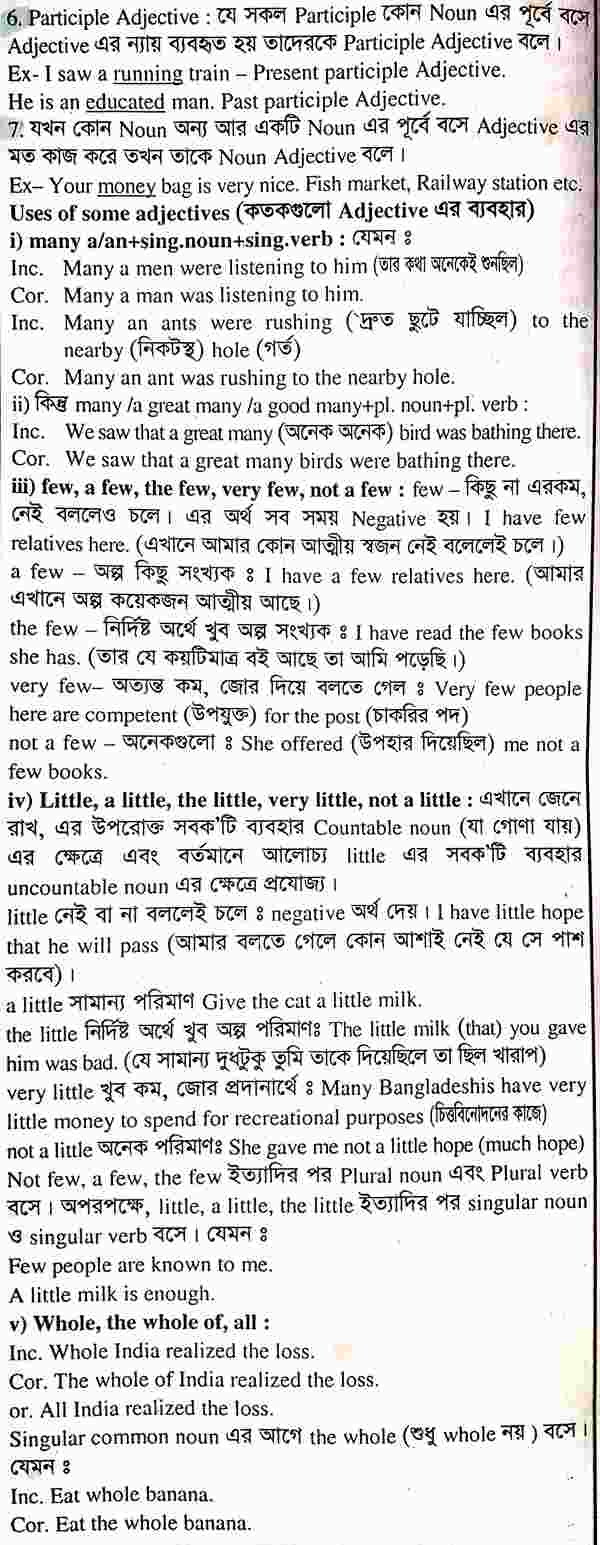 6. Participle Adjective : যে সকল Participle কোন Noun এর পূর্বে বসে
Adjective এর ন্যায় ব্যবহৃত হয় তাদেরকে Participle Adjective বলে।
Ex- I saw a running train – Present participle Adjective.
He is an educated man. Past participle Adjective.
7. যখন কোন Noun অন্য আর একটি Noun এর পূর্বে বসে Adjective এর
মত কাজ করে তখন তাকে Noun Adjective বলে।
Ex– Your money bag is very nice. Fish market, Railway station etc.
Uses of some adjectives (কতকগুলো Adjective এর ব্যবহার)
i) many a/an+sing.noun+sing.verb : যেমন ঃ
Inc. Many a men were listening to him (তার কথা অনেকেই শুনছিল)
Cor. Many a man was listening to him.
Inc. Many an ants were rushing (দ্রুত ছুটে যাচ্ছিল) to the
nearby (নিকটস্থ) hole (গর্ত)
Cor. Many an ant was rushing to the nearby hole.
ii) কিন্তু many /a great many /a good many+pl. noun+pl. verb :
Inc. We saw that a great many (অনেক অনেক) bird was bathing there.
Cor. We saw that a great many birds were bathing there.
iii) few, a few, the few, very few, not a few : few – কিছু না এরকম,
নেই বললেও চলে। এর অর্থ সব সময় Negative হয়। I have few
relatives here. (এখানে আমার কোন আত্মীয় স্বজন নেই বলেলেই চলে।)
a few – অল্প কিছু সংখ্যক ঃ I have a few relatives here. (আমার
এখানে অল্প কয়েকজন আত্মীয় আছে।)
the few – নির্দিষ্ট অর্থে খুব অল্প সংখ্যক ঃ I have read the few books
she has. (তার যে কয়টিমাত্র বই আছে তা আমি পড়েছি।)
very few– অত্যন্ত কম, জোর দিয়ে বলতে গেল ঃ Very few people
here are competent (উপযুক্ত) for the post (চাকরির পদ)
not a few – অনেকগুলো ঃ She offered (উপহার দিয়েছিল) me not a
few books.
iv) Little, a little, the little, very little, not a little : এখানে জেনে
রাখ, এর উপরোক্ত সবক'টি ব্যবহার Countable noun (যা গোণা যায়)
এর ক্ষেত্রে এবং বর্তমানে আলোচ্য little এর সবক'টি ব্যবহার
uncountable noun এর ক্ষেত্রে প্রযোজ্য।
little নেই বা না বললেই চলে ঃ negative অর্থ দেয়। I have little hope
that he will pass (আমার বলতে গেলে কোন আশাই নেই যে সে পাশ
করবে)।
a little সামান্য পরিমাণ Give the cat a little milk.
the little নির্দিষ্ট অর্থে খুব অল্প পরিমাণঃ The little milk (that) you gave
him was bad. (যে সামান্য দুধটুকু তুমি তাকে দিয়েছিলে তা ছিল খারাপ)
very little খুব কম, জোর প্রদানার্থে ঃ Many Bangladeshis have very
little money to spend for recreational purposes (চিত্তবিনোদনের কাজে)
not a little অনেক পরিমাণঃ She gave me not a little hope (much hope)
Not few, a few, the few ইত্যাদির পর Plural noun এবং Plural verb
বসে। অপরপক্ষে, little, a little, the little ইত্যাদির পর singular noun
ও singular verb বসে। যেমন ঃ
Few people are known to me.
A little milk is enough.
v) Whole, the whole of, all :
Inc. Whole India realized the loss.
Cor. The whole of India realized the loss.
or. All India realized the loss.
Singular common noun এর আগে the whole (শুধু whole নয় ) বসে।
যেমন ঃ
Inc. Eat whole banana.
Cor. Eat the whole banana.